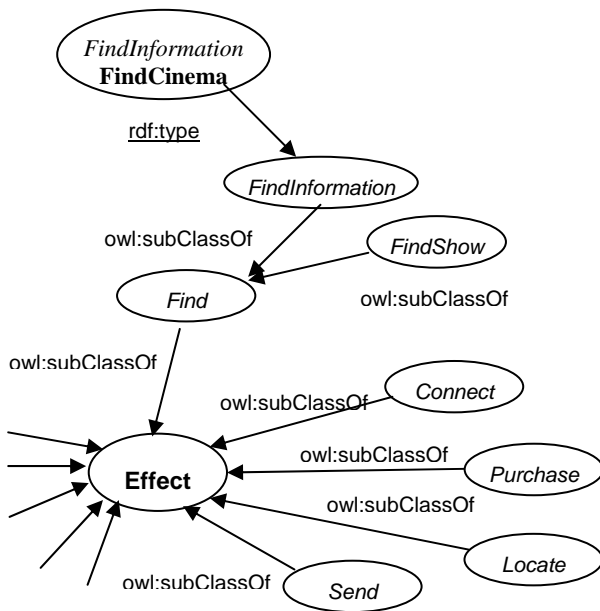 FindInformation
FindCinema
rdf:type
FindInformation
owl:subClassOf
FindShow
Find
owl:subClassOf
owl:subClassOf
Connect
owl:subClassOf
owl:subClassOf
Effect
Purchase
owl:subClassOf
Locate
owl:subClassOf
Send